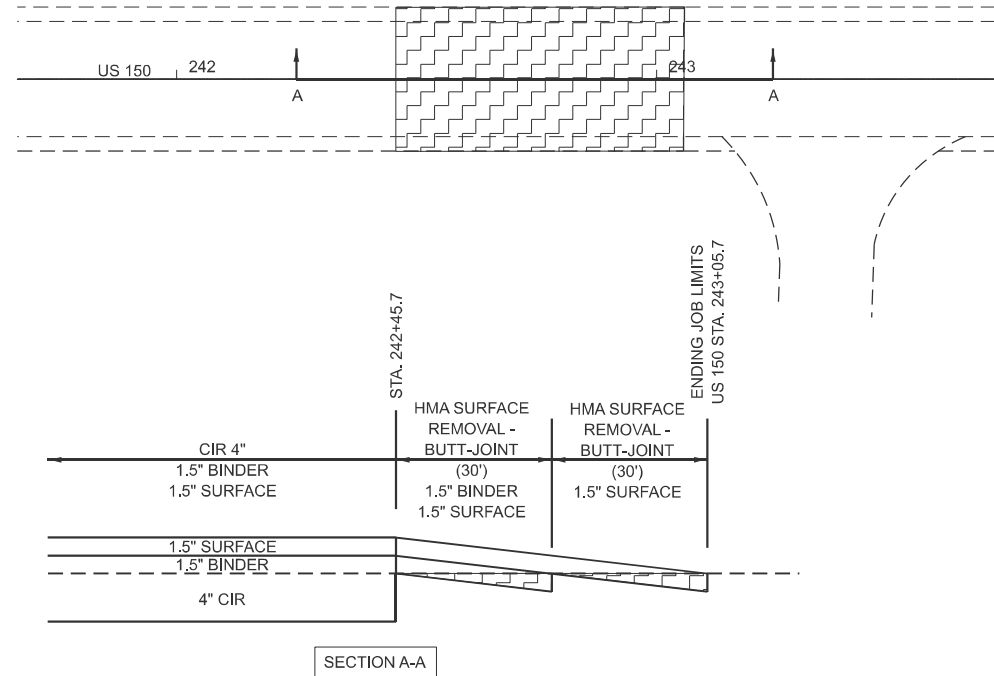 US 150
242
243
A
A
STA. 242+45.7
ENDING JOB LIMITS
US 150 STA. 243+05.7
CIR 4"
1.5" BINDER
1.5" SURFACE
HMA SURFACE
REMOVAL -
BUTT-JOINT
(30')
1.5" BINDER
1.5" SURFACE
HMA SURFACE
REMOVAL -
BUTT-JOINT
(30')
1.5" SURFACE
1.5" SURFACE
1.5" BINDER
4" CIR
SECTION A-A